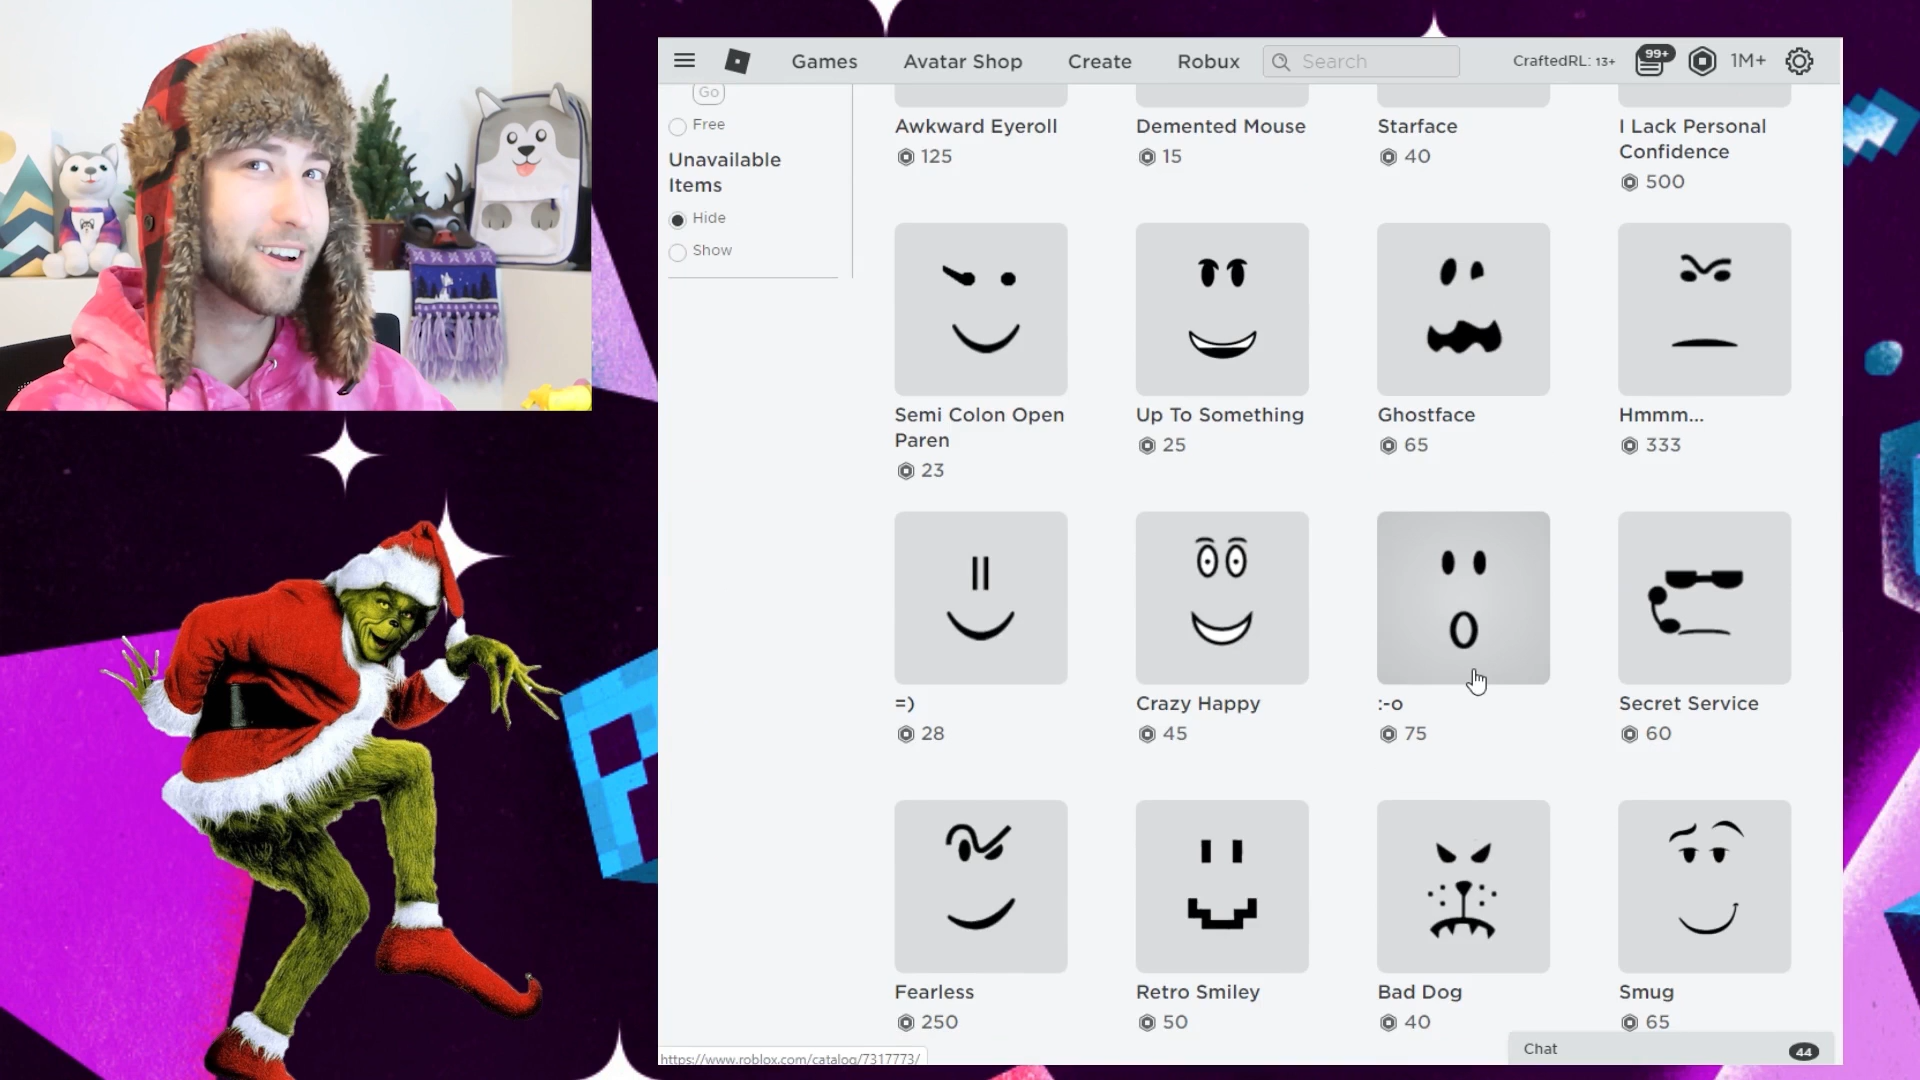 Games
Avatar Shop
Create
Robux
Search
CraftedRL: 13+
99+
1M+
Go
Free
Unavailable
Items
Hide
Show
Awkward Eyeroll
125
Demented Mouse
15
Starface
40
I Lack Personal
Confidence
500
Semi Colon Open
Paren
23
Up To Something
25
Ghostface
65
Hmmm...
333
=)
28
Crazy Happy
45
:-o
75
Secret Service
60
Fearless
250
Retro Smiley
50
Bad Dog
40
Smug
65
Chat
44
https://www.roblox.com/catalog/7317773/